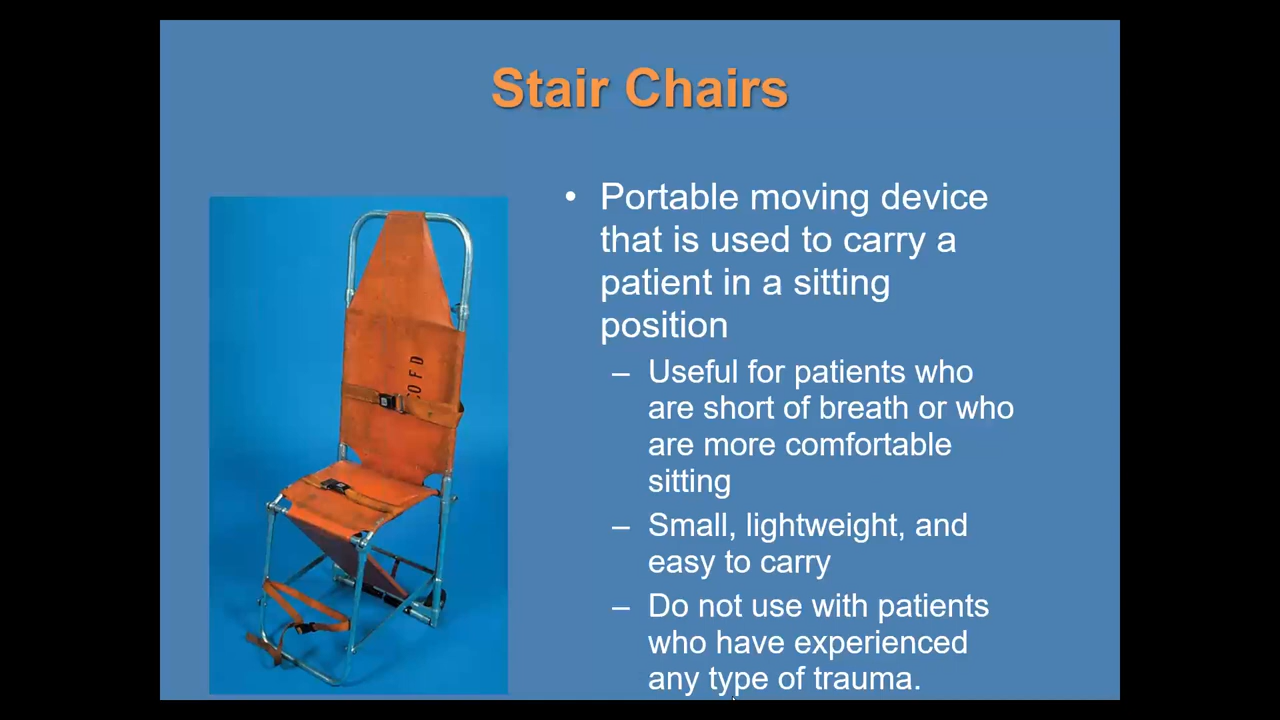 Stair Chairs
• Portable moving device
that is used to carry a
patient in a sitting
position
– Useful for patients who
are short of breath or who
are more comfortable
sitting
– Small, lightweight, and
easy to carry
– Do not use with patients
who have experienced
any type of trauma.
OFD